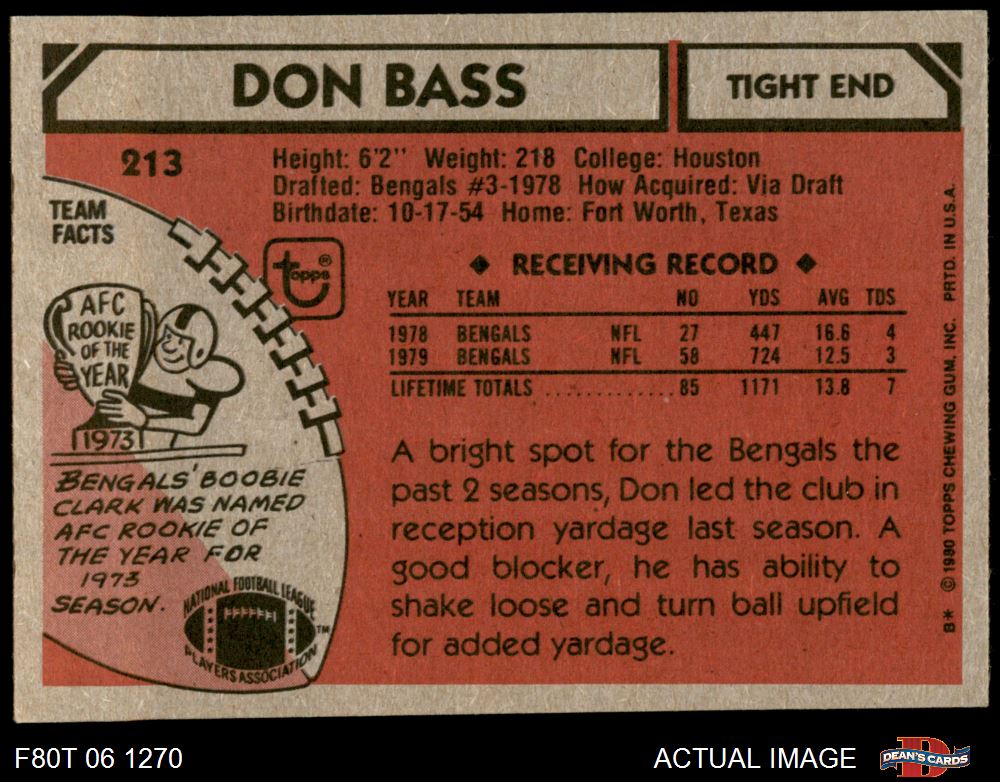 DON BASS
TIGHT END
213
Height: 6'2" Weight: 218 College: Houston
Drafted: Bengals #3-1978 How Acquired: Via Draft
Birthdate: 10-17-54 Home: Fort Worth, Texas
TEAM
FACTS
topps®
AFC
ROOKIE
OF THE
YEAR
1973
BENGALS' BOOBIE
CLARK WAS NAMED
AFC ROOKIE OF
THE YEAR FOR
1973
SEASON.
NATIONAL FOOTBALL LEAGUE
PLAYERS ASSOCIATION
TM
◆ RECEIVING RECORD ◆
YEAR TEAM NO YDS AVG TDS
1978 BENGALS NFL 27 447 16.6 4
1979 BENGALS NFL 58 724 12.5 3
LIFETIME TOTALS ............ 85 1171 13.8 7
A bright spot for the Bengals the
past 2 seasons, Don led the club in
reception yardage last season. A
good blocker, he has ability to
shake loose and turn ball upfield
for added yardage.
B* © 1980 TOPPS CHEWING GUM, INC. PRTD. IN U.S.A.
F80T 06 1270
ACTUAL IMAGE
D
DEAN'S CARDS